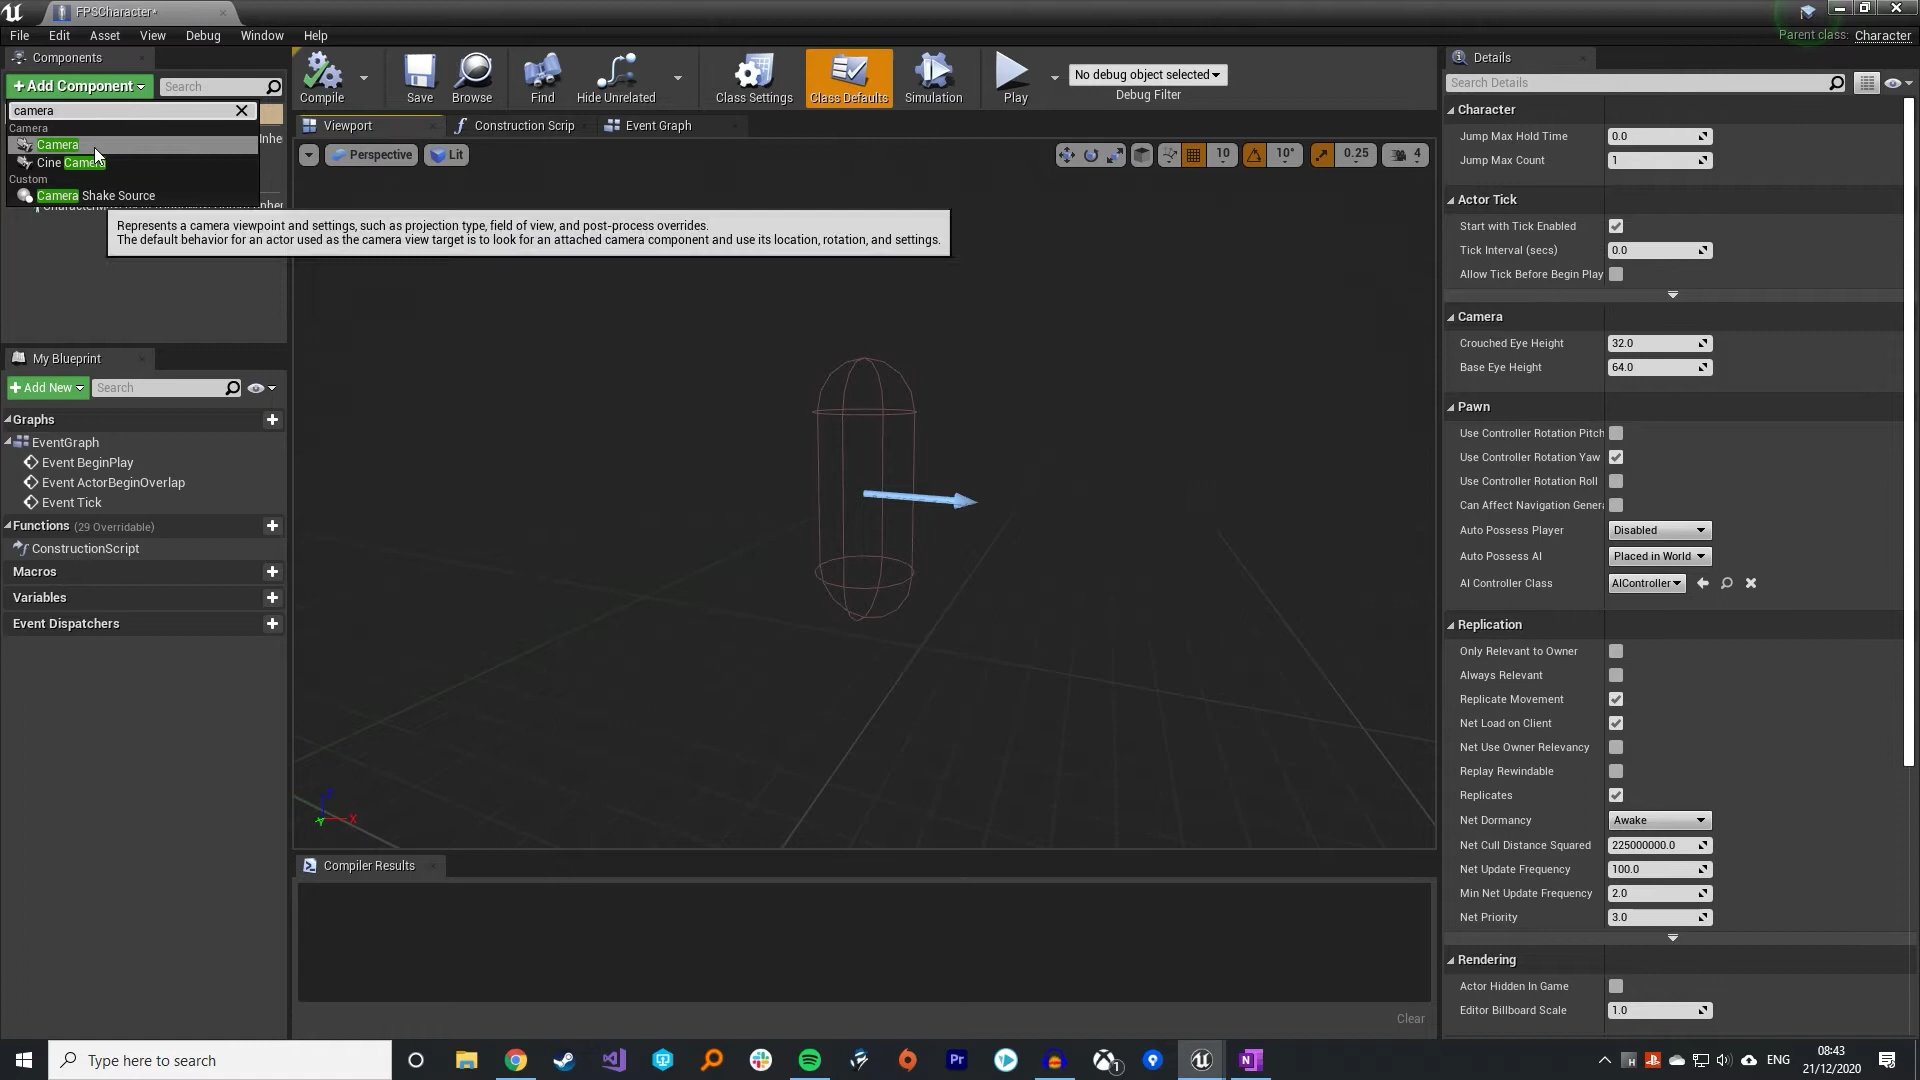 FPSCharacter*
Parent class: Character
File Edit Asset View Debug Window Help
Components
+ Add Component
Search
camera
Camera
Camera
Cine Camera
Custom
Camera Shake Source
Represents a camera viewpoint and settings, such as projection type, field of view, and post-process overrides.
The default behavior for an actor used as the camera view target is to look for an attached camera component and use its location, rotation, and settings.
Compile
Save
Browse
Find
Hide Unrelated
Class Settings
Class Defaults
Simulation
Play
No debug object selected
Debug Filter
Viewport
Construction Scrip
Event Graph
Perspective
Lit
10
10°
0.25
4
X
My Blueprint
+ Add New
Search
Graphs
EventGraph
Event BeginPlay
Event ActorBeginOverlap
Event Tick
Functions (29 Overridable)
ConstructionScript
Macros
Variables
Event Dispatchers
Compiler Results
Clear
Details
Search Details
Character
Jump Max Hold Time 0.0
Jump Max Count 1
Actor Tick
Start with Tick Enabled
Tick Interval (secs) 0.0
Allow Tick Before Begin Play
Camera
Crouched Eye Height 32.0
Base Eye Height 64.0
Pawn
Use Controller Rotation Pitch
Use Controller Rotation Yaw
Use Controller Rotation Roll
Can Affect Navigation Genera
Auto Possess Player Disabled
Auto Possess AI Placed in World
AI Controller Class AIController
Replication
Only Relevant to Owner
Always Relevant
Replicate Movement
Net Load on Client
Net Use Owner Relevancy
Replay Rewindable
Replicates
Net Dormancy Awake
Net Cull Distance Squared 225000000.0
Net Update Frequency 100.0
Min Net Update Frequency 2.0
Net Priority 3.0
Rendering
Actor Hidden In Game
Editor Billboard Scale 1.0
Type here to search
Pr
1
N
ENG
08:43
21/12/2020